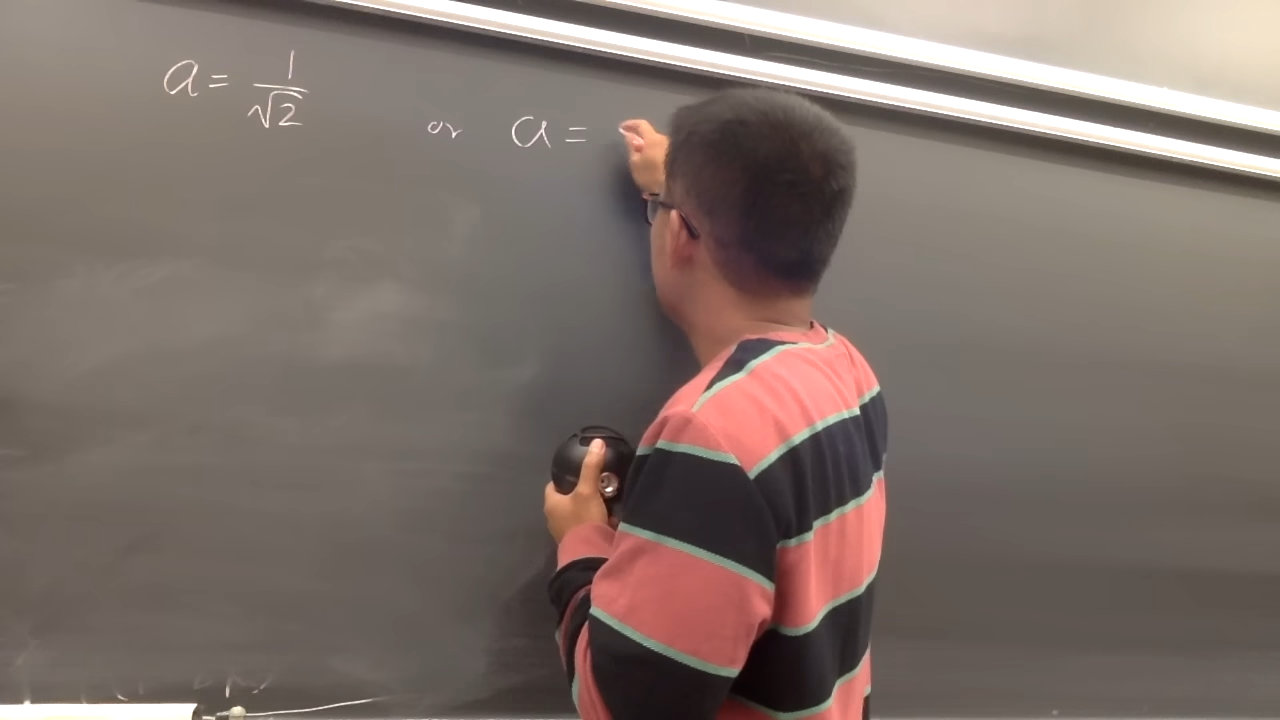 a = 1/√2 or a =